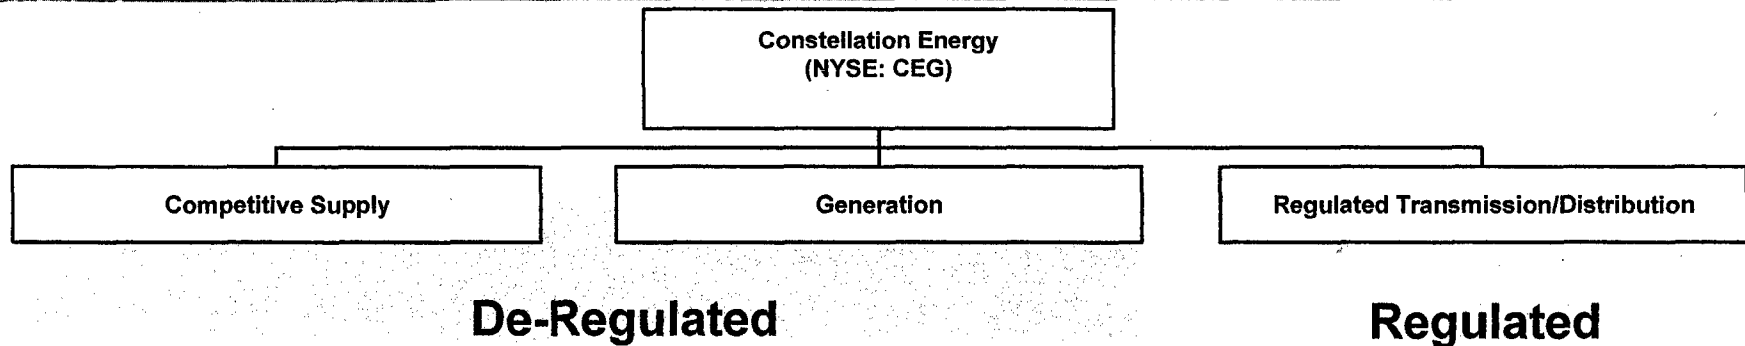 Constellation Energy
(NYSE: CEG)
Competitive Supply
Generation
Regulated Transmission/Distribution
De-Regulated
Regulated